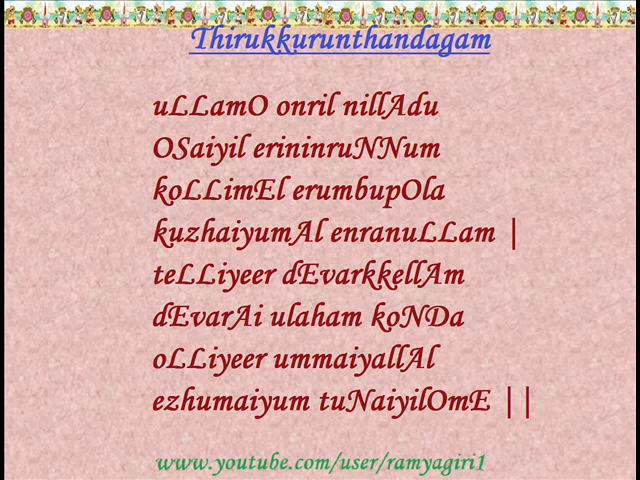 Thirukkurunthandagam
uLLamO onril nillAdu
OSaiyil erininruNNum
koLLimEl erumbupOla
kuzhaiyumAl enranuLLam |
teLLiyeer dEvarkkellAm
dEvarAi ulaham koNDa
oLLiyeer ummaiyallAl
ezhumaiyum tuNaiyilOmE ||
www.youtube.com/user/ramyagiri1